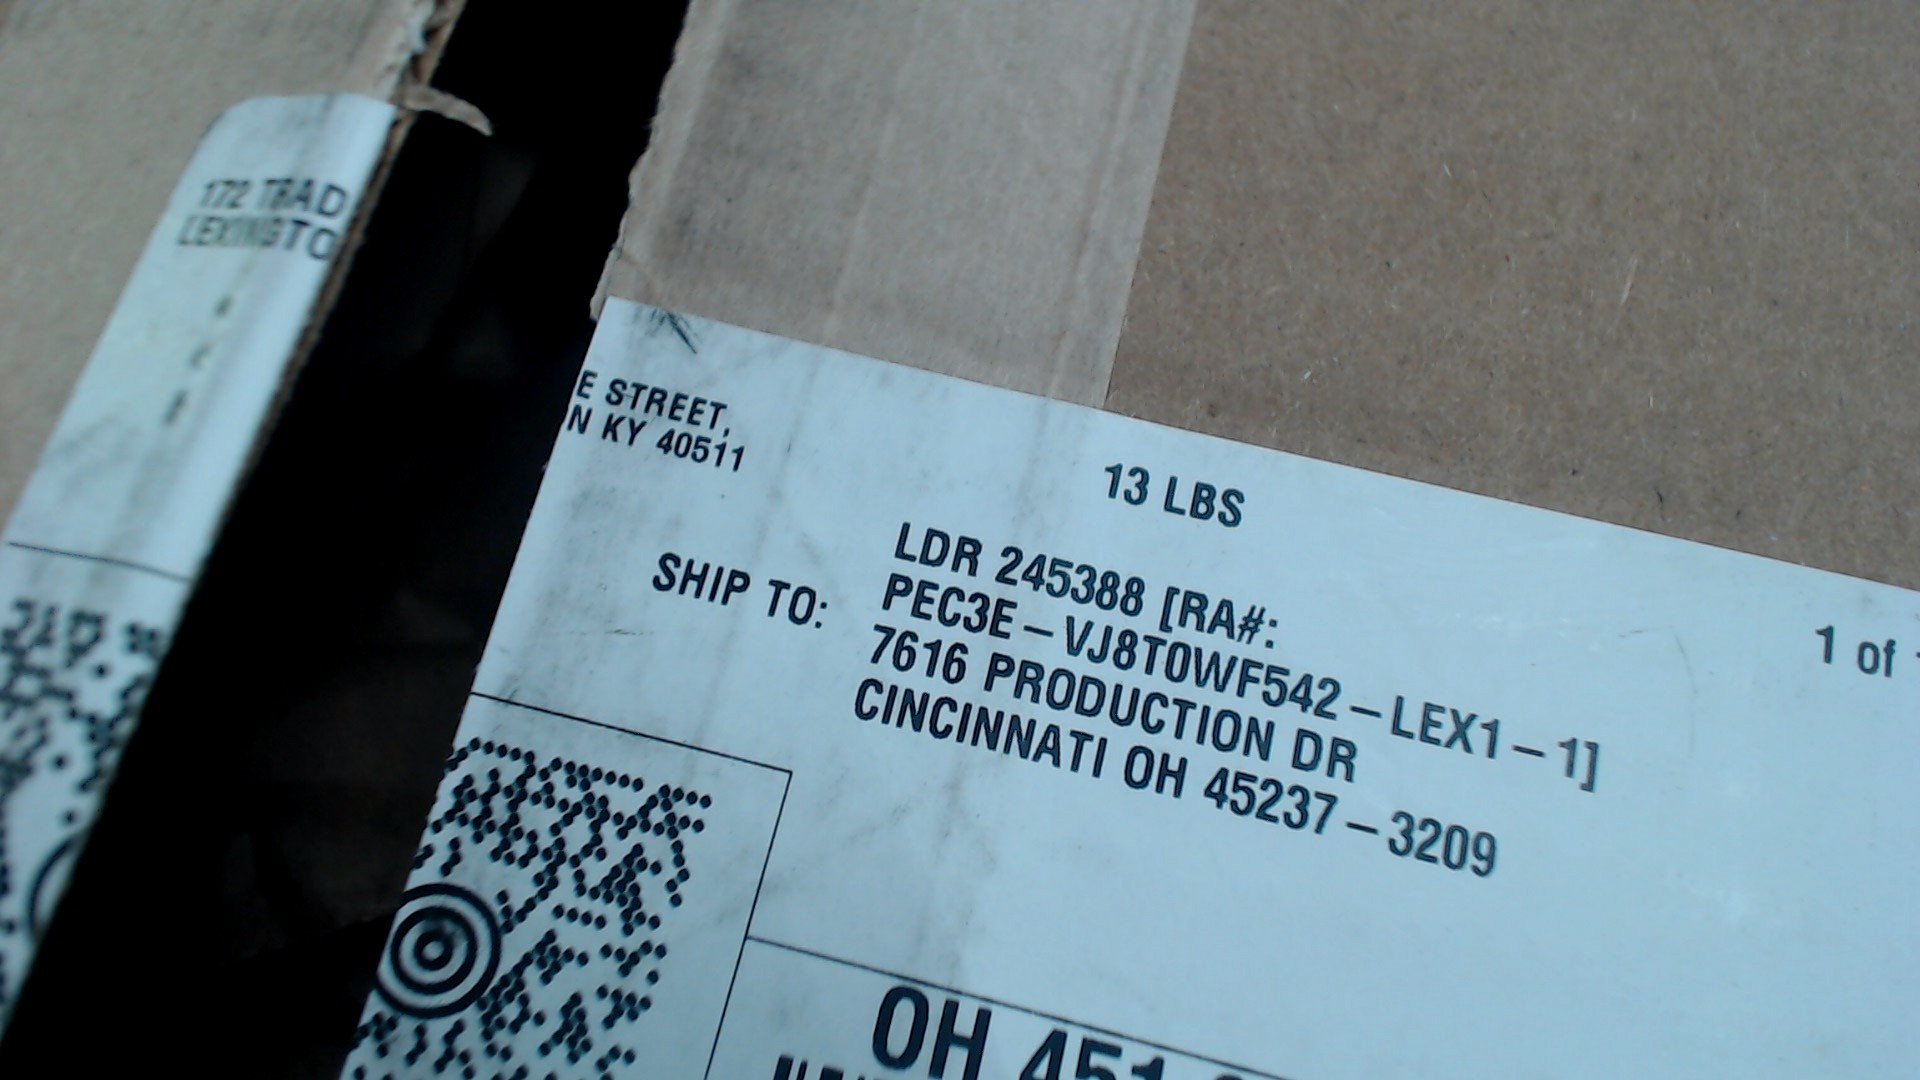 172 TRAD
LEXINGTO
E STREET,
N KY 40511
13 LBS
1 of
SHIP TO:
LDR 245388 [RA#:
PEC3E-VJ8T0WF542-LEX1-1]
7616 PRODUCTION DR
CINCINNATI OH 45237-3209
OH 451